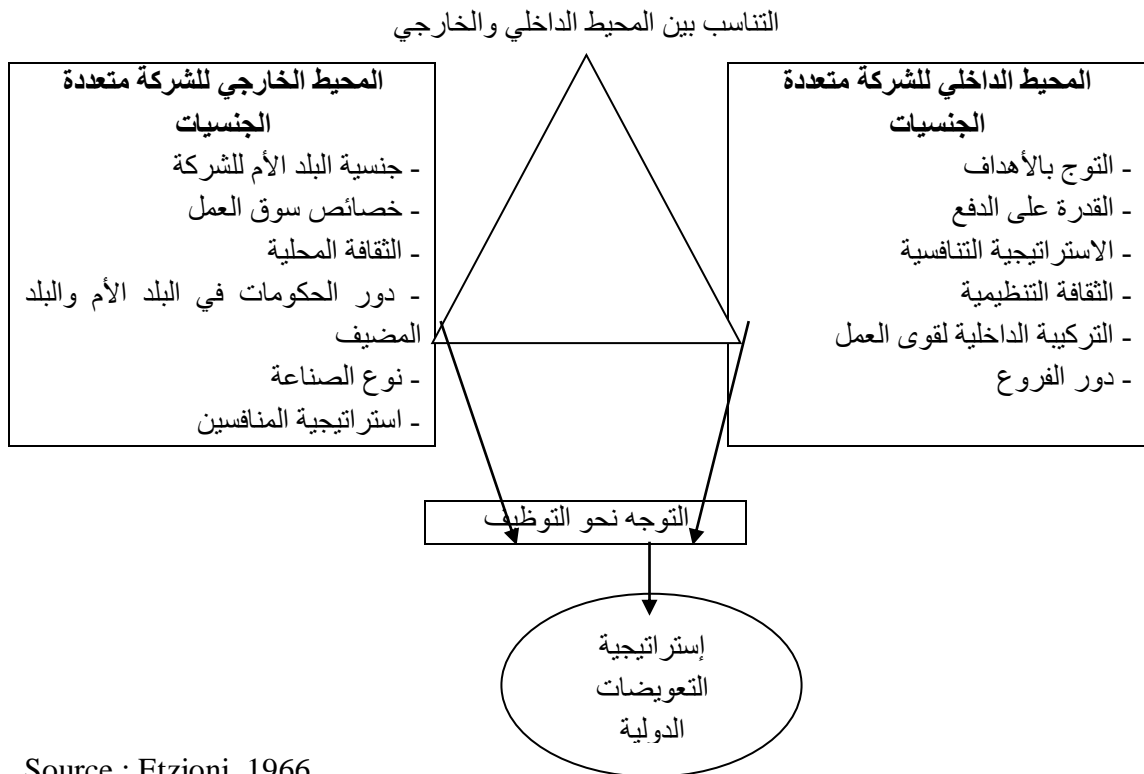 التناسب بين المحيط الداخلي والخارجي
المحيط الداخلي للشركة متعددة
الجنسيات
- التوج بالأهداف
- القدرة على الدفع
- الاستراتيجية التنافسية
- الثقافة التنظيمية
- التركيبة الداخلية لقوى العمل
- دور الفروع
المحيط الخارجي للشركة متعددة
الجنسيات
- جنسية البلد الأم للشركة
- خصائص سوق العمل
- الثقافة المحلية
- دور الحكومات في البلد الأم والبلد
المضيف
- نوع الصناعة
- استراتيجية المنافسين
التوجه نحو التوظيف
إستراتيجية
التعويضات
الدولية
Source : Etzioni, 1966